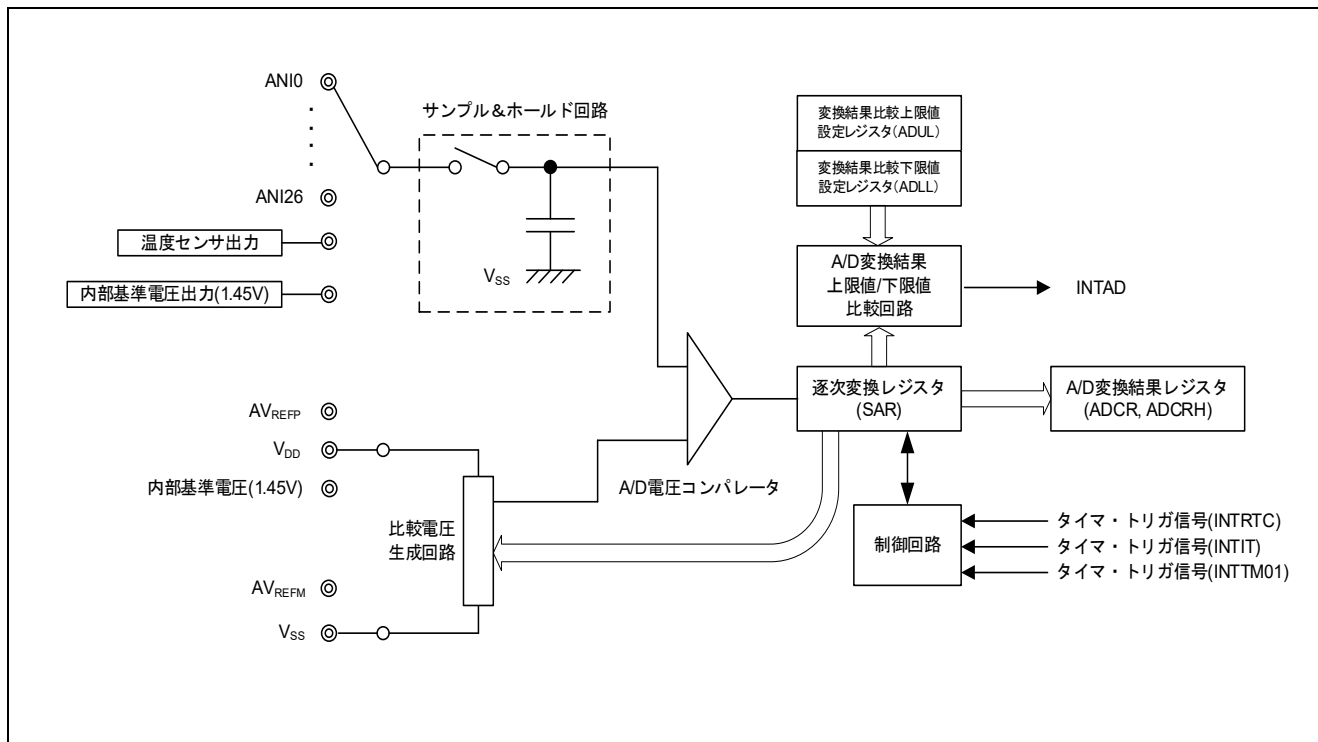 ANI0
ANI26
温度センサ出力
内部基準電圧出力(1.45V)
サンプル＆ホールド回路
VSS
変換結果比較上限値
設定レジスタ(ADUL)
変換結果比較下限値
設定レジスタ(ADLL)
A/D変換結果
上限値/下限値
比較回路
INTAD
逐次変換レジスタ
(SAR)
A/D変換結果レジスタ
(ADCR, ADCRH)
A/D電圧コンパレータ
AVREFP
VDD
内部基準電圧(1.45V)
比較電圧
生成回路
AVREFM
VSS
制御回路
タイマ・トリガ信号(INTRTC)
タイマ・トリガ信号(INTIT)
タイマ・トリガ信号(INTTM01)